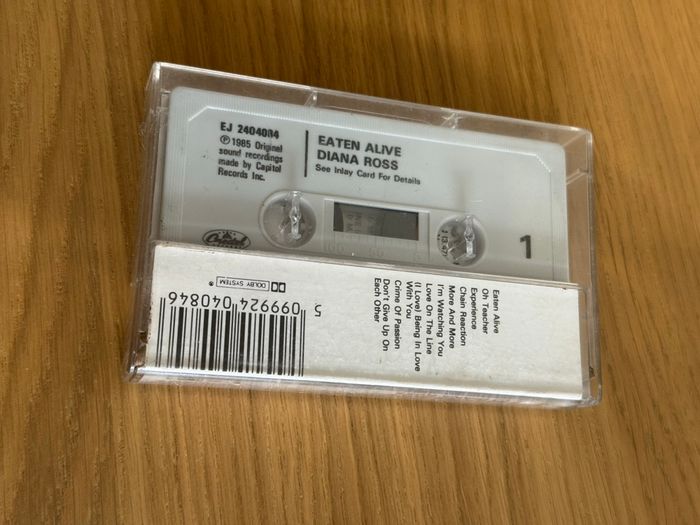 EJ 2404084
℗ 1985 Original
sound recordings
made by Capitol
Records Inc.
EATEN ALIVE
DIANA ROSS
See Inlay Card For Details
Capitol
1
Eaten Alive
Oh Teacher
Experience
Chain Reaction
More And More
I'm Watching You
Love On The Line
(I Love) Being In Love
With You
Crime Of Passion
Don't Give Up On
Each Other
DOLBY SYSTEM ®
5 099924 040846